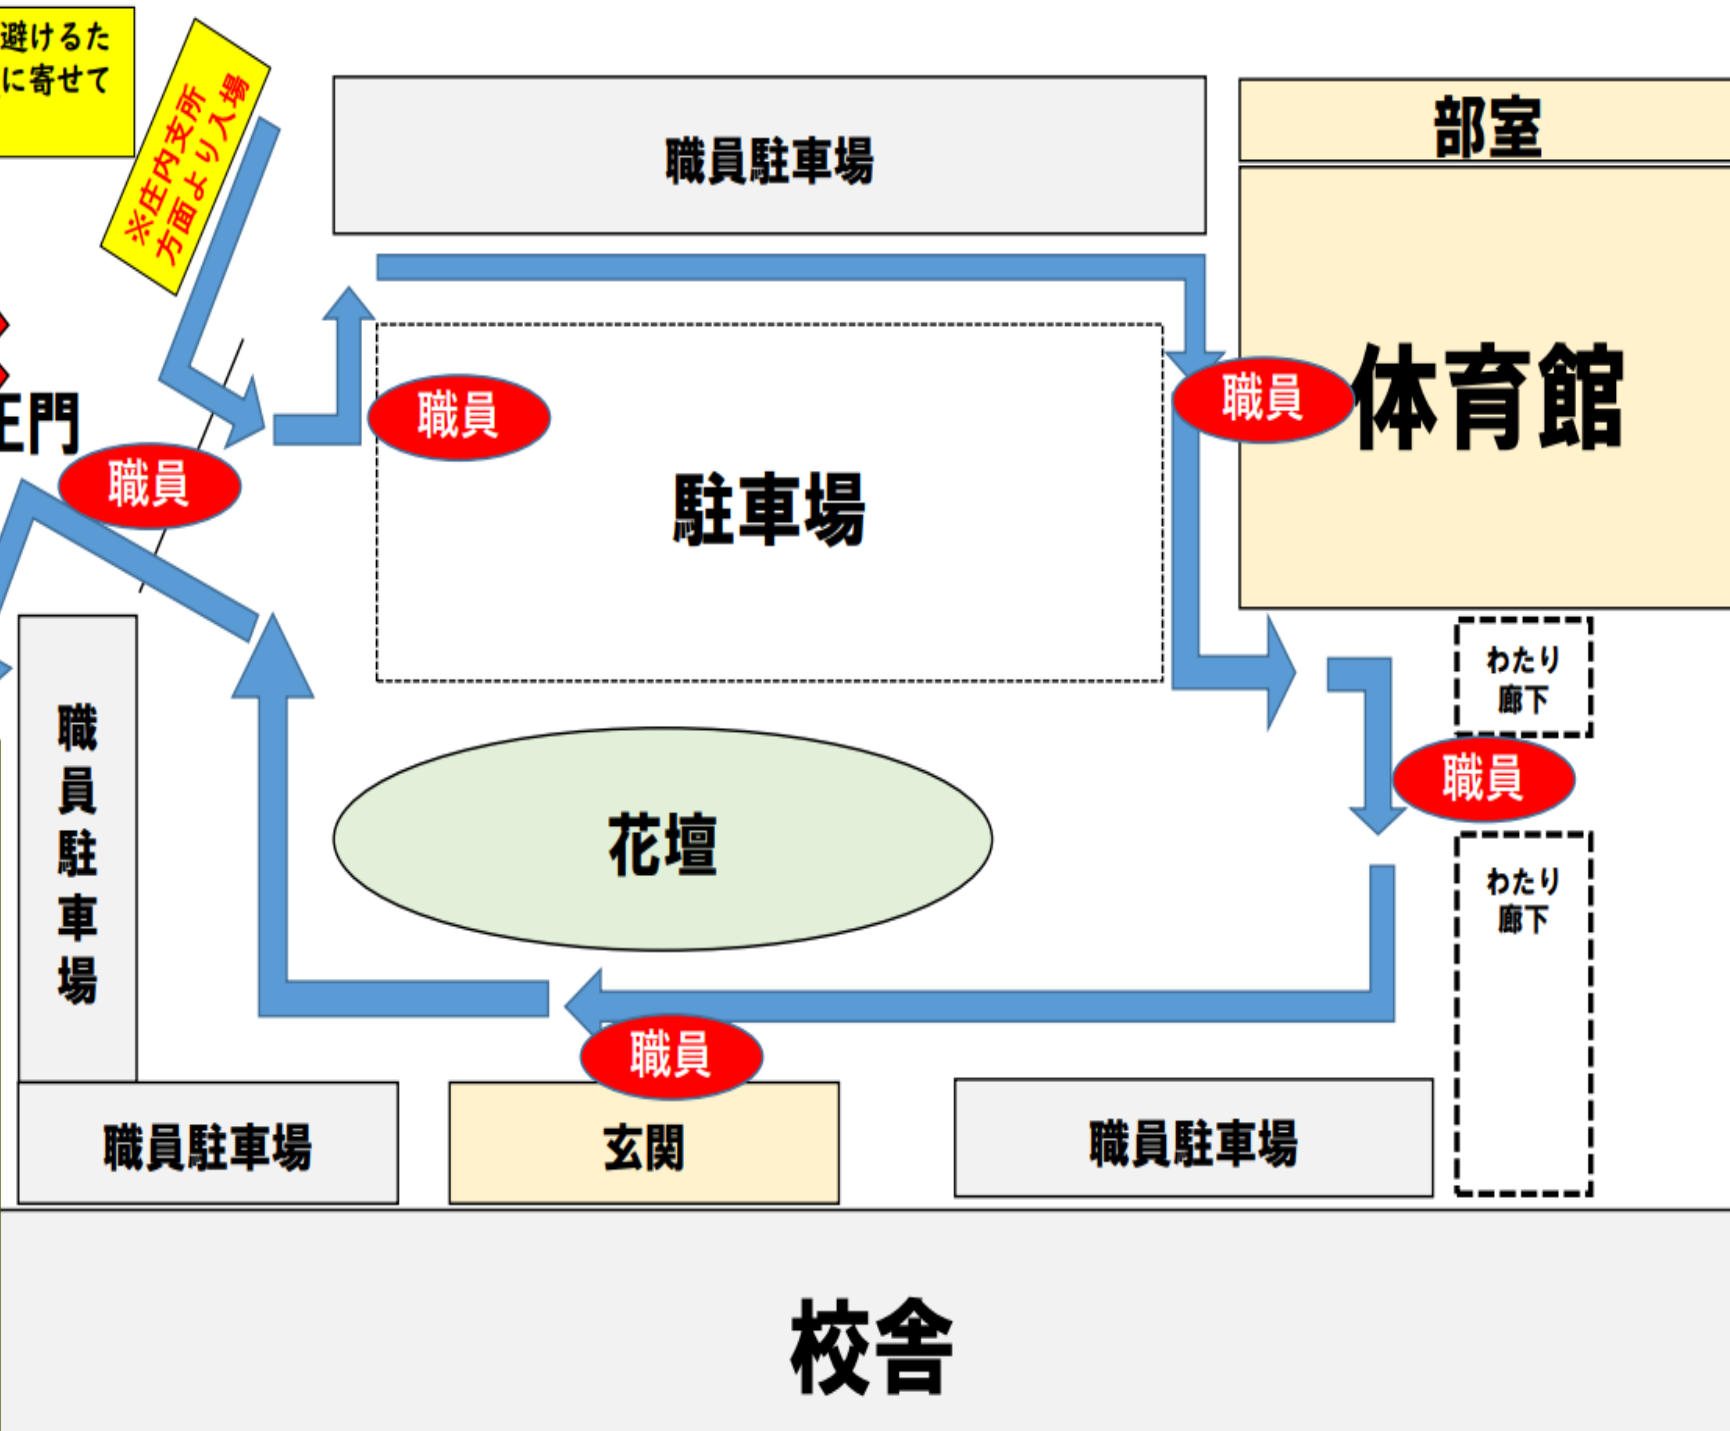 避けるた
に寄せて
※庄内支所
方面より入場
職員駐車場
部室
体育館
正門
職員
職員
職員
駐車場
わたり
廊下
職員
花壇
わたり
廊下
職員駐車場
職員
職員駐車場
玄関
職員駐車場
校舎